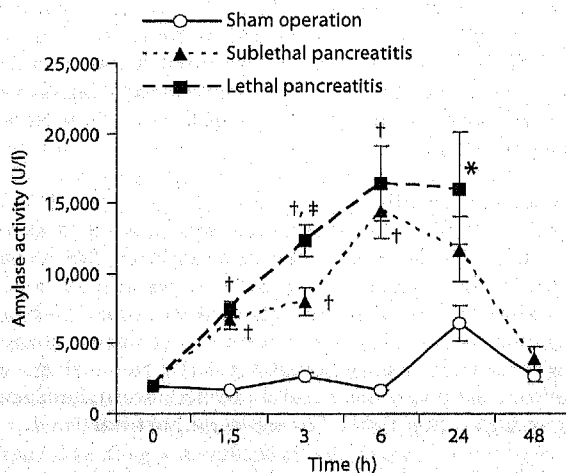 Sham operation
Sublethal pancreatitis
Lethal pancreatitis
25,000
20,000
15,000
10,000
5,000
0
Amylase activity (U/l)
†
*
†, ‡
†
†
†
†
0 1,5 3 6 24 48
Time (h)